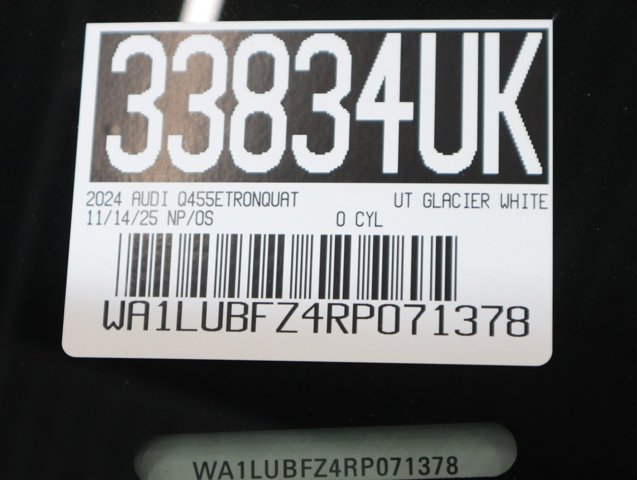 33834UK
2024 AUDI Q455ETRONQUAT UT GLACIER WHITE
11/14/25 NP/OS 0 CYL
WA1LUBFZ4RP071378
WA1LUBFZ4RP071378